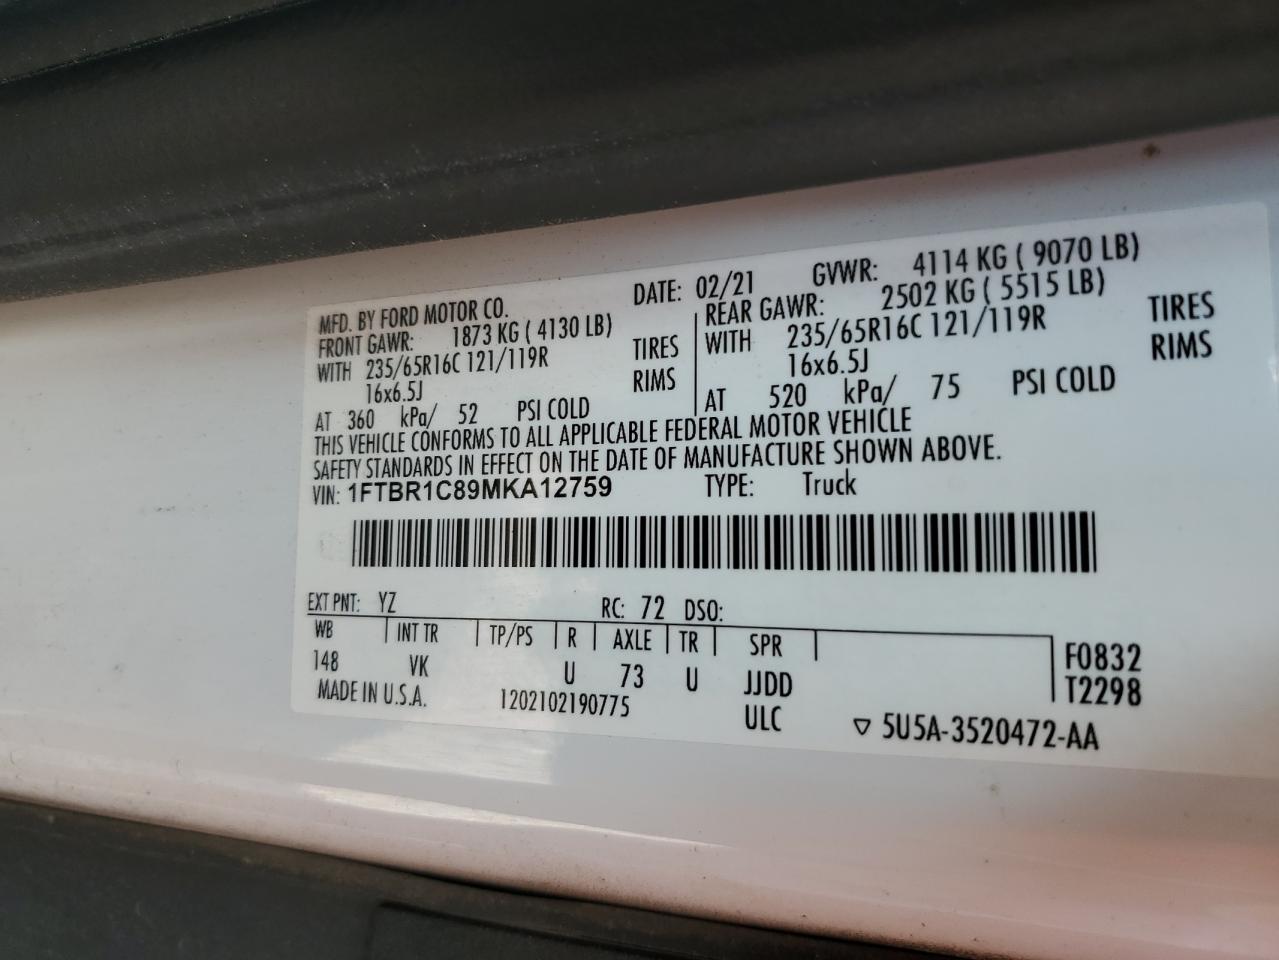 MFD. BY FORD MOTOR CO. DATE: 02/21 GVWR: 4114 KG ( 9070 LB)
FRONT GAWR: 1873 KG ( 4130 LB) REAR GAWR: 2502 KG ( 5515 LB)
WITH 235/65R16C 121/119R TIRES WITH 235/65R16C 121/119R TIRES
16x6.5J RIMS 16x6.5J RIMS
AT 360 kPa/ 52 PSI COLD AT 520 kPa/ 75 PSI COLD
THIS VEHICLE CONFORMS TO ALL APPLICABLE FEDERAL MOTOR VEHICLE
SAFETY STANDARDS IN EFFECT ON THE DATE OF MANUFACTURE SHOWN ABOVE.
VIN: 1FTBR1C89MKA12759 TYPE: Truck
EXT PNT: YZ RC: 72 DSO:
WB INT TR TP/PS R AXLE TR SPR F0832
148 VK U 73 U JJDD T2298
MADE IN U.S.A. 1202102190775 ULC ▽ 5U5A-3520472-AA